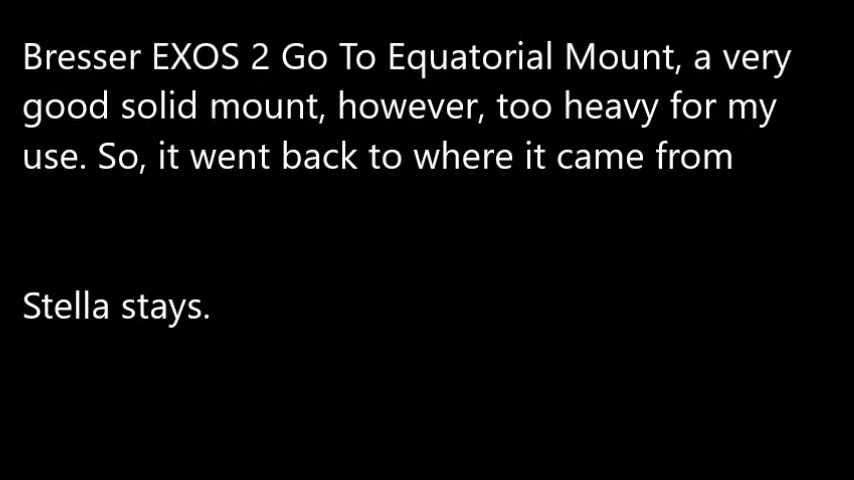 Bresser EXOS 2 Go To Equatorial Mount, a very
good solid mount, however, too heavy for my
use. So, it went back to where it came from
Stella stays.